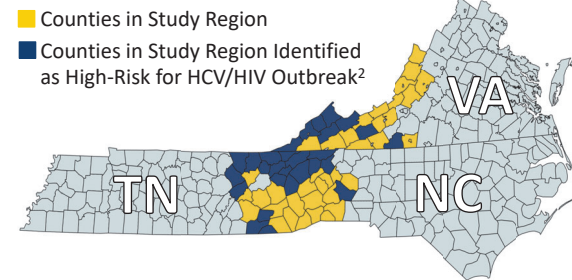 Counties in Study Region
Counties in Study Region Identified
as High-Risk for HCV/HIV Outbreak²
VA
TN
NC